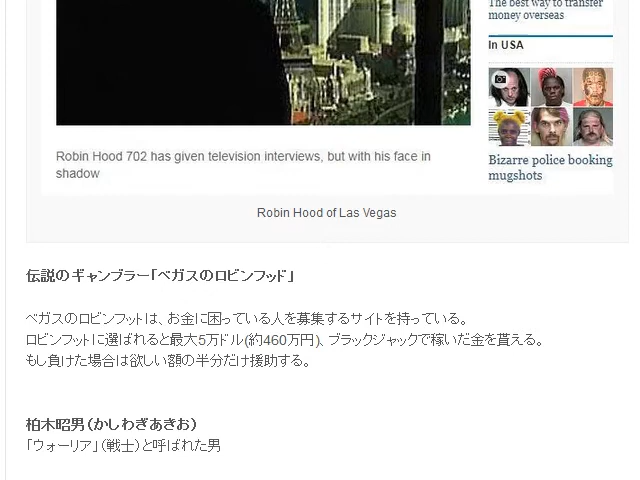 The best way to transfer
money overseas
In USA
Robin Hood 702 has given television interviews, but with his face in
shadow
Bizarre police booking
mugshots
Robin Hood of Las Vegas
伝説のギャンブラー「ベガスのロビンフッド」
ベガスのロビンフットは、お金に困っている人を募集するサイトを持っている。
ロビンフットに選ばれると最大5万ドル(約460万円)、ブラックジャックで稼いだ金を貰える。
もし負けた場合は欲しい額の半分だけ援助する。
柏木昭男（かしわぎあきお）
「ウォーリア」（戦士）と呼ばれた男